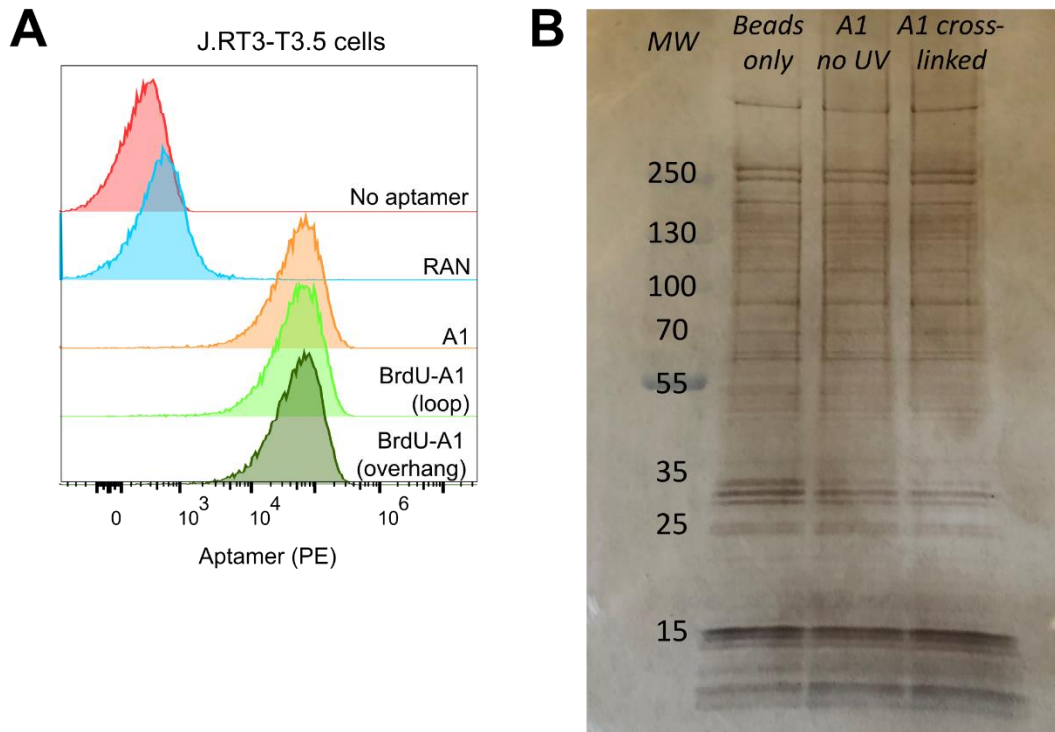 A
J.RT3-T3.5 cells
No aptamer
RAN
A1
BrdU-A1
(loop)
BrdU-A1
(overhang)
0 10^3 10^4 10^6
Aptamer (PE)
B
MW Beads only A1 no UV A1 cross-linked
250
130
100
70
55
35
25
15